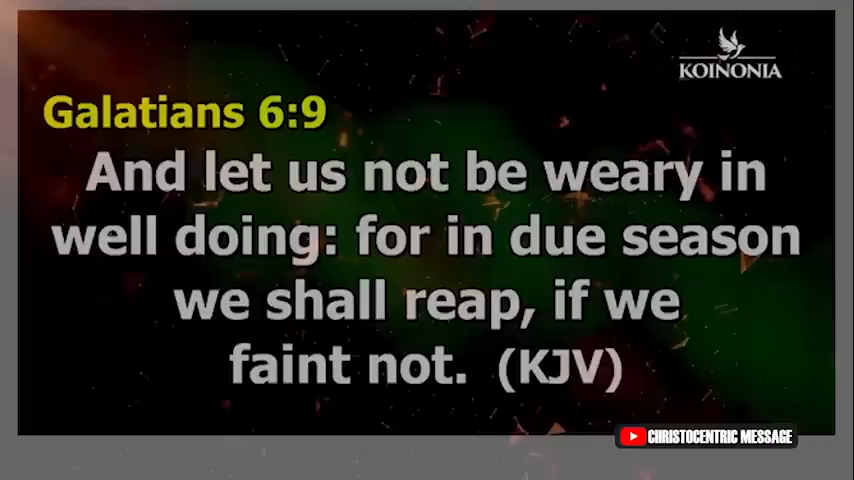 KOINONIA
Galatians 6:9
And let us not be weary in
well doing: for in due season
we shall reap, if we
faint not. (KJV)
CHRISTOCENTRIC MESSAGE